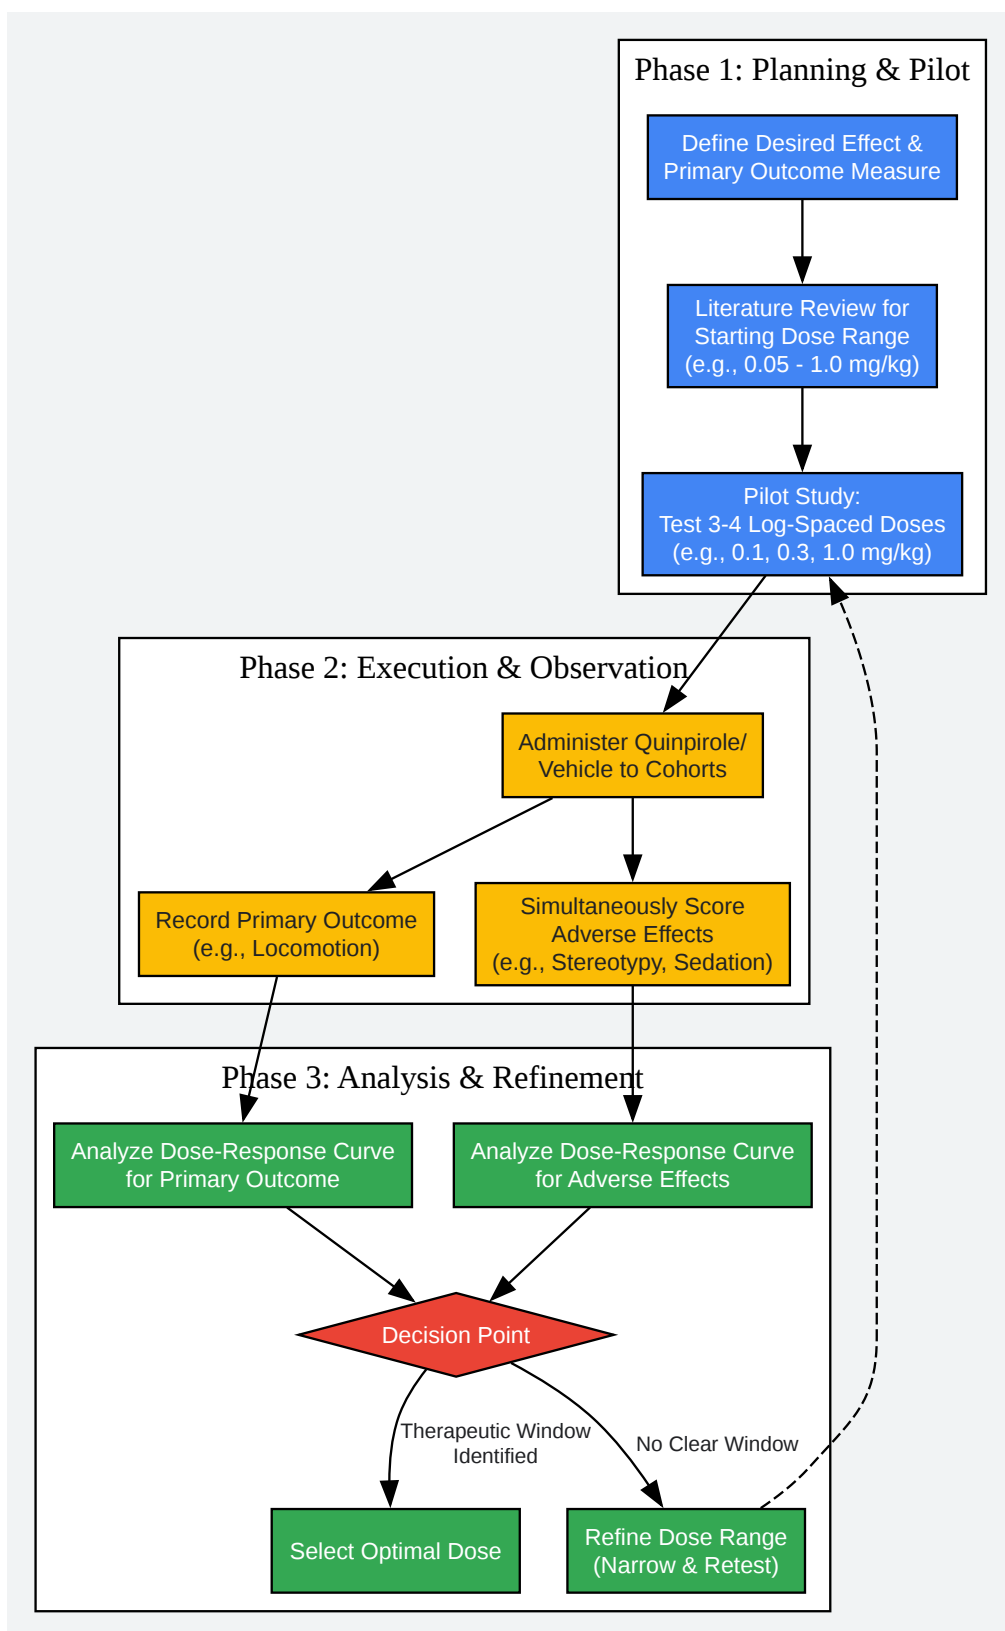 Phase 1: Planning & Pilot
Define Desired Effect &
Primary Outcome Measure
Literature Review for
Starting Dose Range
(e.g., 0.05 - 1.0 mg/kg)
Pilot Study:
Test 3-4 Log-Spaced Doses
(e.g., 0.1, 0.3, 1.0 mg/kg)
Phase 2: Execution & Observation
Administer Quinpirole/
Vehicle to Cohorts
Record Primary Outcome
(e.g., Locomotion)
Simultaneously Score
Adverse Effects
(e.g., Stereotypy, Sedation)
Phase 3: Analysis & Refinement
Analyze Dose-Response Curve
for Primary Outcome
Analyze Dose-Response Curve
for Adverse Effects
Decision Point
Therapeutic Window
Identified
No Clear Window
Select Optimal Dose
Refine Dose Range
(Narrow & Retest)